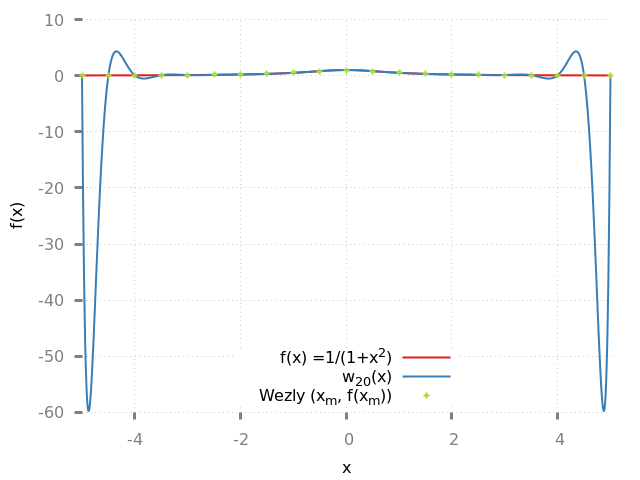 10
0
-10
-20
-30
-40
-50
-60
f(x)
f(x) =1/(1+x²)
w₂₀(x)
Wezly (xₘ, f(xₘ))
-4 -2 0 2 4
x